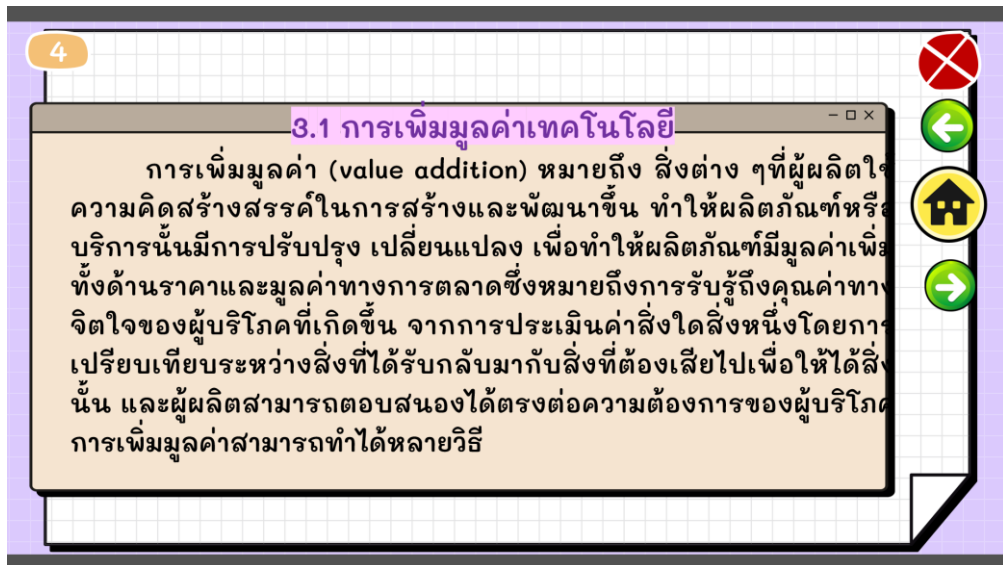 4
3.1 การเพิ่มมูลค่าเทคโนโลยี
การเพิ่มมูลค่า (value addition) หมายถึง สิ่งต่าง ๆที่ผู้ผลิตใช้
ความคิดสร้างสรรค์ในการสร้างและพัฒนาขึ้น ทำให้ผลิตภัณฑ์หรือ
บริการนั้นมีการปรับปรุง เปลี่ยนแปลง เพื่อทำให้ผลิตภัณฑ์มีมูลค่าเพิ่ม
ทั้งด้านราคาและมูลค่าทางการตลาดซึ่งหมายถึงการรับรู้ถึงคุณค่าทาง
จิตใจของผู้บริโภคที่เกิดขึ้น จากการประเมินค่าสิ่งใดสิ่งหนึ่งโดยการ
เปรียบเทียบระหว่างสิ่งที่ได้รับกลับมากับสิ่งที่ต้องเสียไปเพื่อให้ได้สิ่ง
นั้น และผู้ผลิตสามารถตอบสนองได้ตรงต่อความต้องการของผู้บริโภค
การเพิ่มมูลค่าสามารถทำได้หลายวิธี